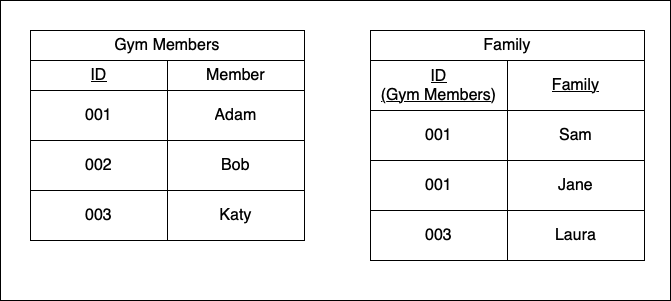 Gym Members
ID Member
001 Adam
002 Bob
003 Katy
Family
ID
(Gym Members)
Family
001 Sam
001 Jane
003 Laura